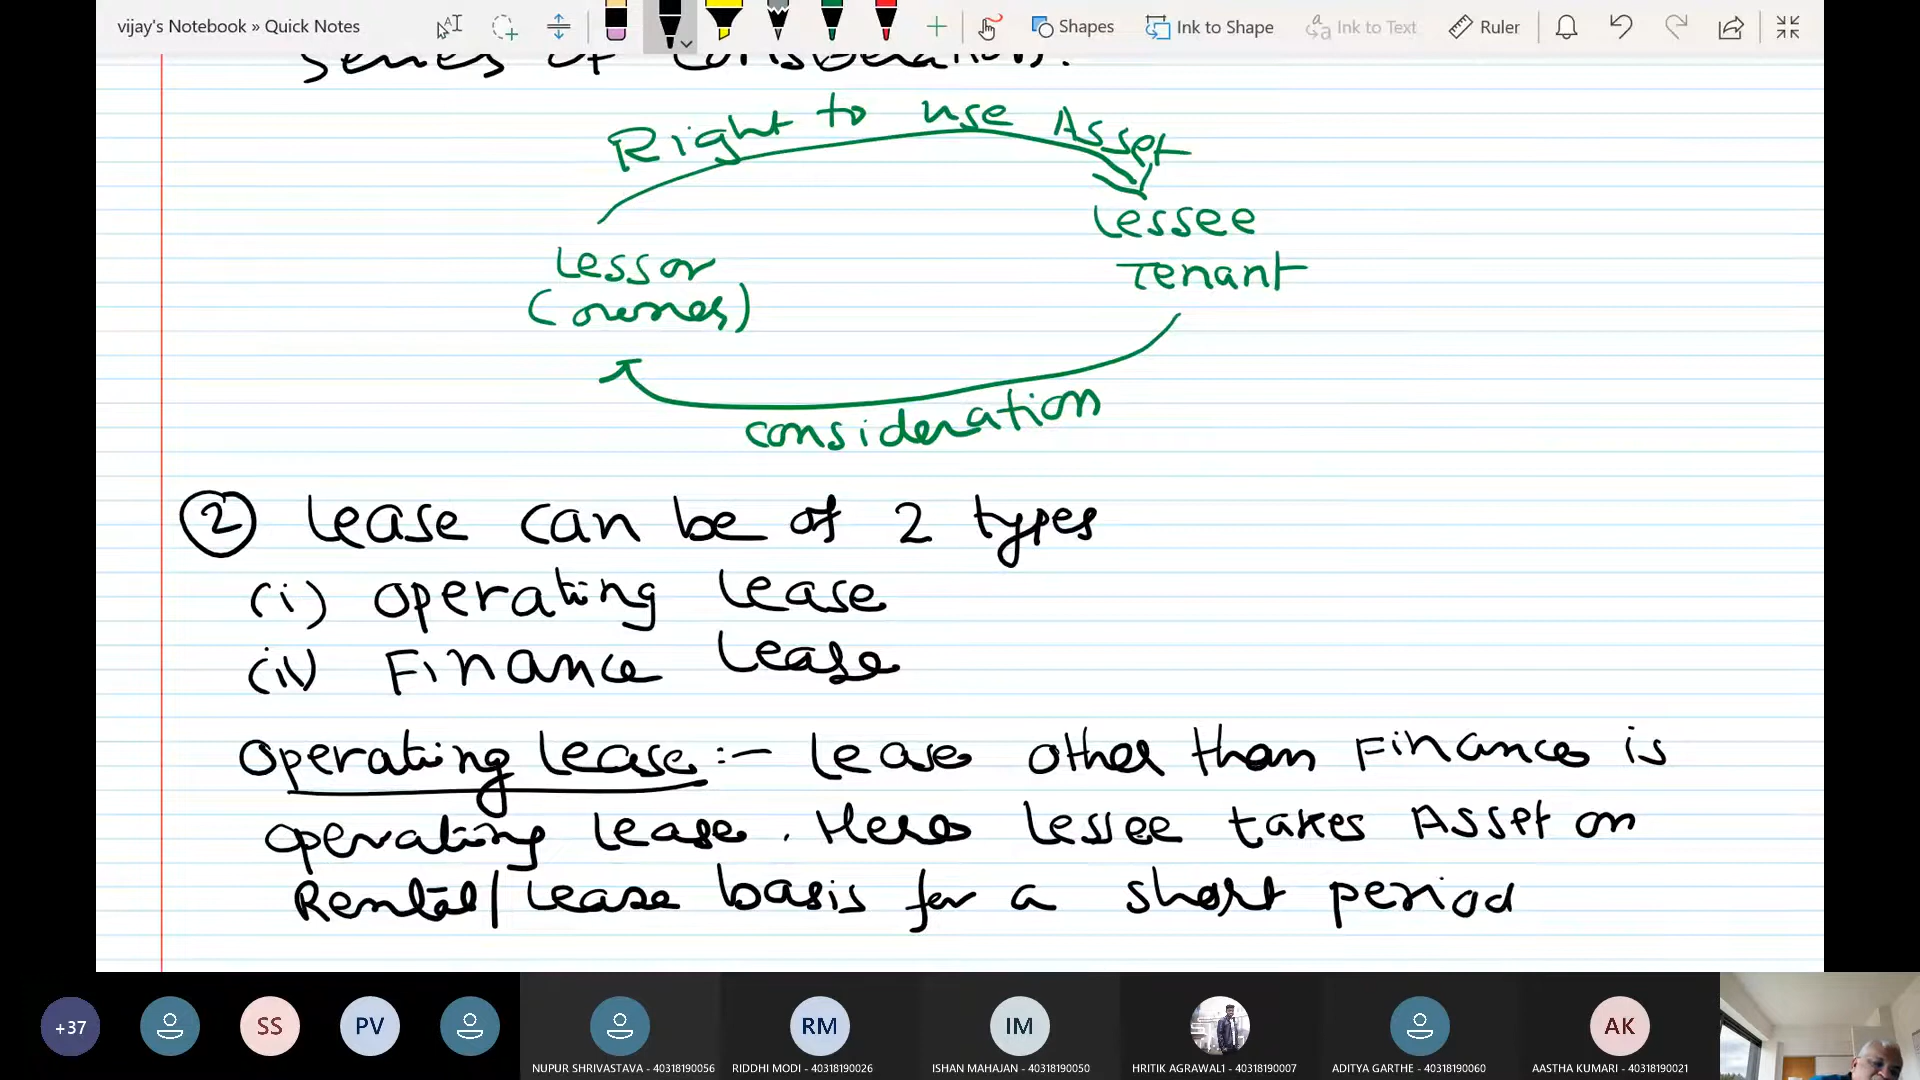 vijay's Notebook » Quick Notes
Shapes
Ink to Shape
Ink to Text
Ruler
series of considerations.
Right to use Asset
Lessor
(owner)
Lessee
Tenant
consideration
② Lease can be of 2 types
(i) operating Lease
(ii) Finance Lease
Operating Lease :- Lease other than Finance is
operating lease. Here lessee takes Asset on
Rental/Lease basis for a short period
+37
SS
PV
RM
IM
AK
NUPUR SHRIVASTAVA - 40318190056
RIDDHI MODI - 40318190026
ISHAN MAHAJAN - 40318190050
HRITIK AGRAWAL1 - 40318190007
ADITYA GARTHE - 40318190060
AASTHA KUMARI - 40318190021